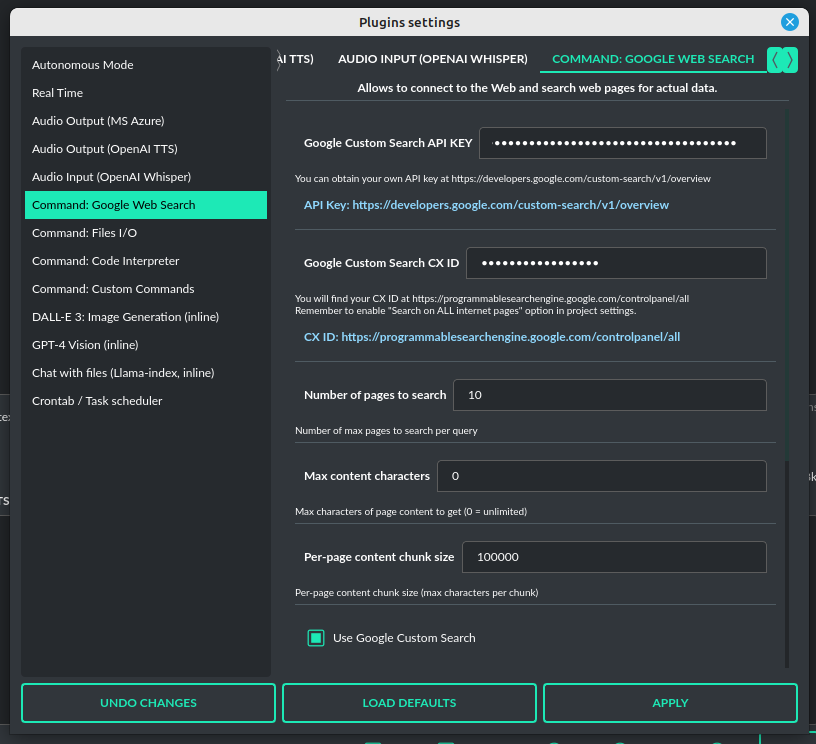 Plugins settings
Autonomous Mode
Real Time
Audio Output (MS Azure)
Audio Output (OpenAI TTS)
Audio Input (OpenAI Whisper)
Command: Google Web Search
Command: Files I/O
Command: Code Interpreter
Command: Custom Commands
DALL-E 3: Image Generation (inline)
GPT-4 Vision (inline)
Chat with files (Llama-index, inline)
Crontab / Task scheduler
AI TTS) AUDIO INPUT (OPENAI WHISPER) COMMAND: GOOGLE WEB SEARCH
Allows to connect to the Web and search web pages for actual data.
Google Custom Search API KEY
You can obtain your own API key at https://developers.google.com/custom-search/v1/overview
API Key: https://developers.google.com/custom-search/v1/overview
Google Custom Search CX ID
You will find your CX ID at https://programmablesearchengine.google.com/controlpanel/all
Remember to enable "Search on ALL internet pages" option in project settings.
CX ID: https://programmablesearchengine.google.com/controlpanel/all
Number of pages to search 10
Number of max pages to search per query
Max content characters 0
Max characters of page content to get (0 = unlimited)
Per-page content chunk size 100000
Per-page content chunk size (max characters per chunk)
Use Google Custom Search
UNDO CHANGES LOAD DEFAULTS APPLY